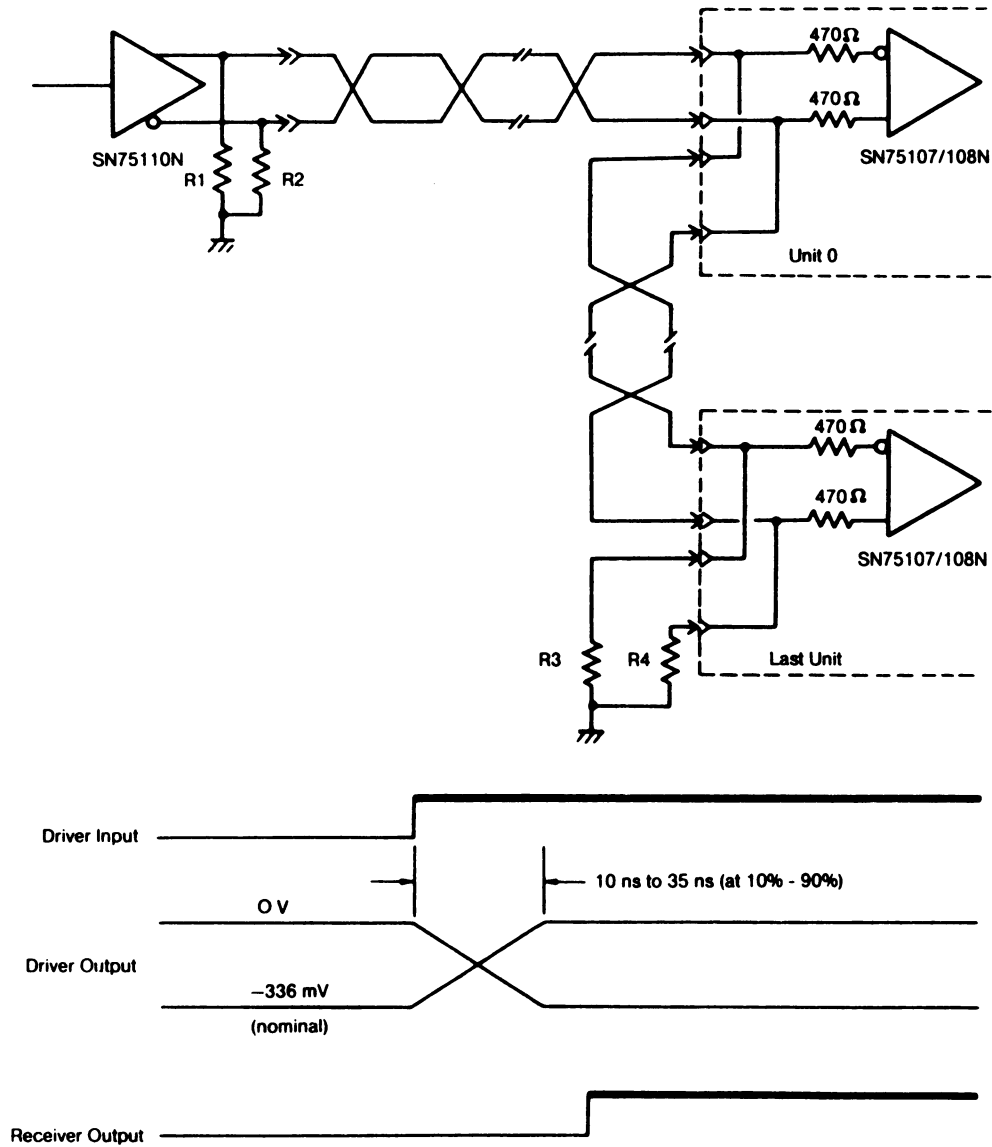 470Ω
470Ω
SN75110N
R1
R2
SN75107/108N
Unit 0
470Ω
470Ω
SN75107/108N
R3
R4
Last Unit
Driver Input
10 ns to 35 ns (at 10% - 90%)
O V
Driver Output
−336 mV
(nominal)
Receiver Output